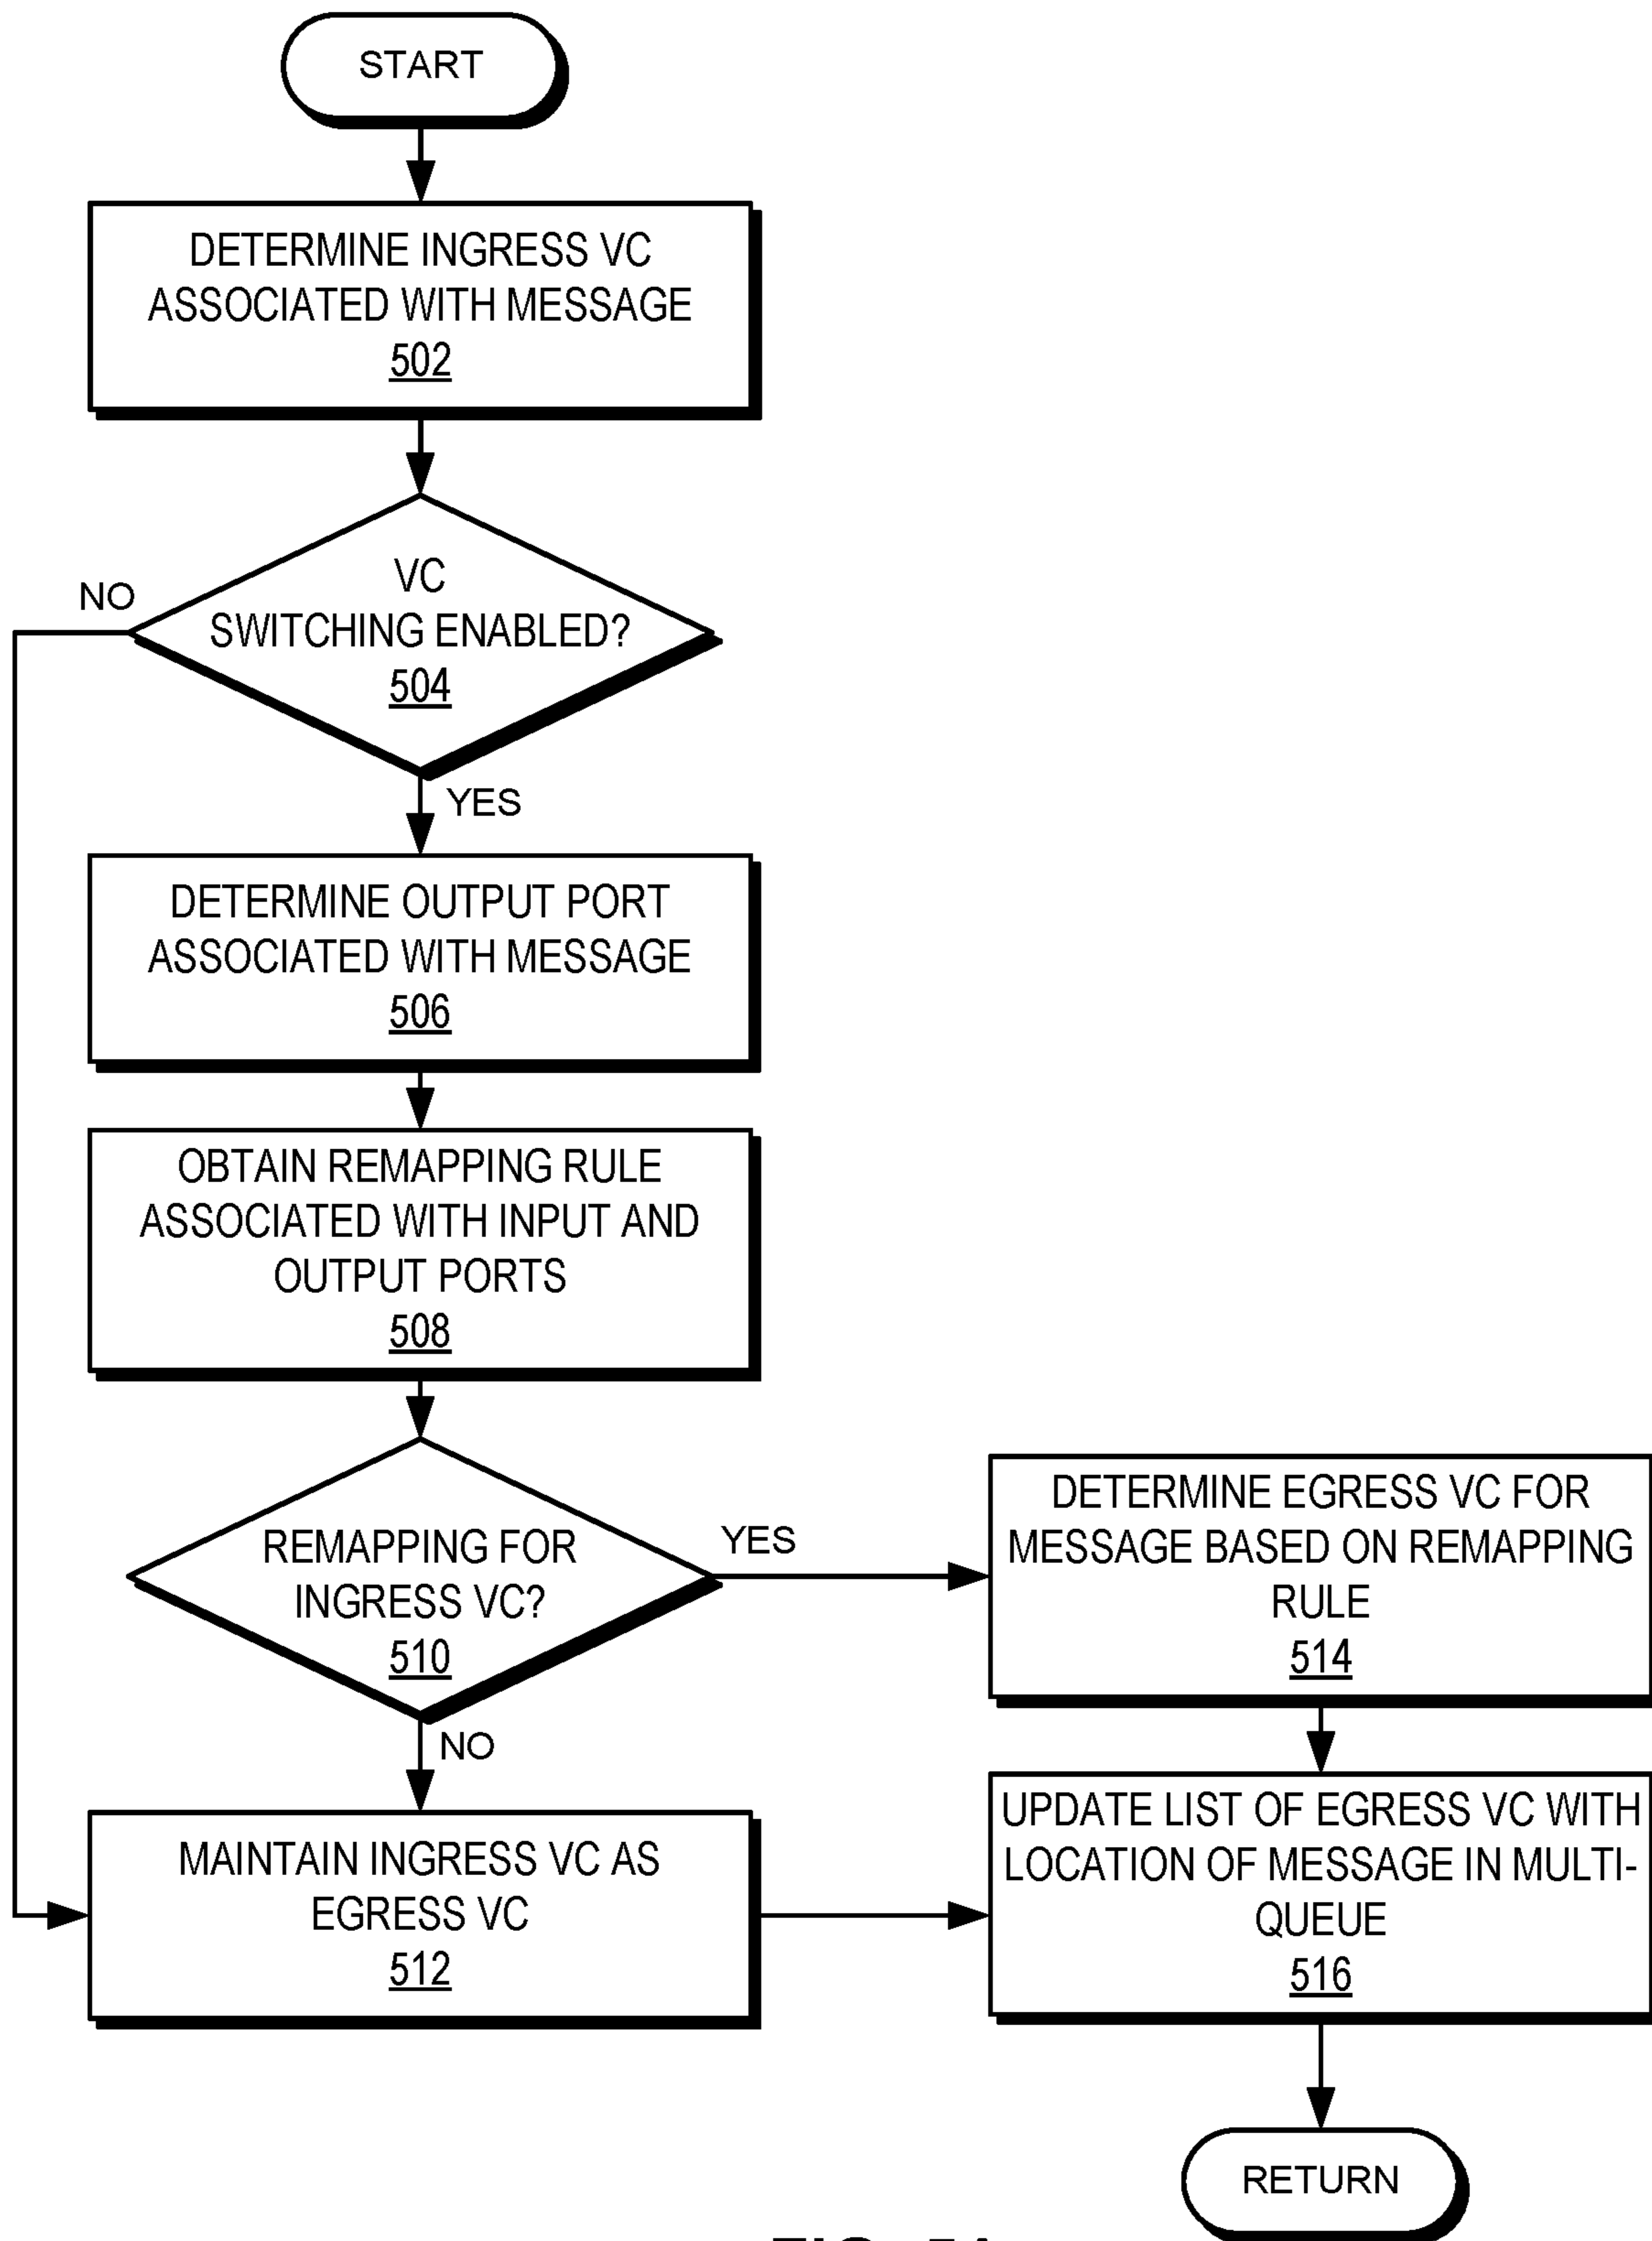 START
DETERMINE INGRESS VC
ASSOCIATED WITH MESSAGE
502
VC
SWITCHING ENABLED?
504
NO
YES
DETERMINE OUTPUT PORT
ASSOCIATED WITH MESSAGE
506
OBTAIN REMAPPING RULE
ASSOCIATED WITH INPUT AND
OUTPUT PORTS
508
REMAPPING FOR
INGRESS VC?
510
YES
NO
DETERMINE EGRESS VC FOR
MESSAGE BASED ON REMAPPING
RULE
514
MAINTAIN INGRESS VC AS
EGRESS VC
512
UPDATE LIST OF EGRESS VC WITH
LOCATION OF MESSAGE IN MULTI-
QUEUE
516
RETURN